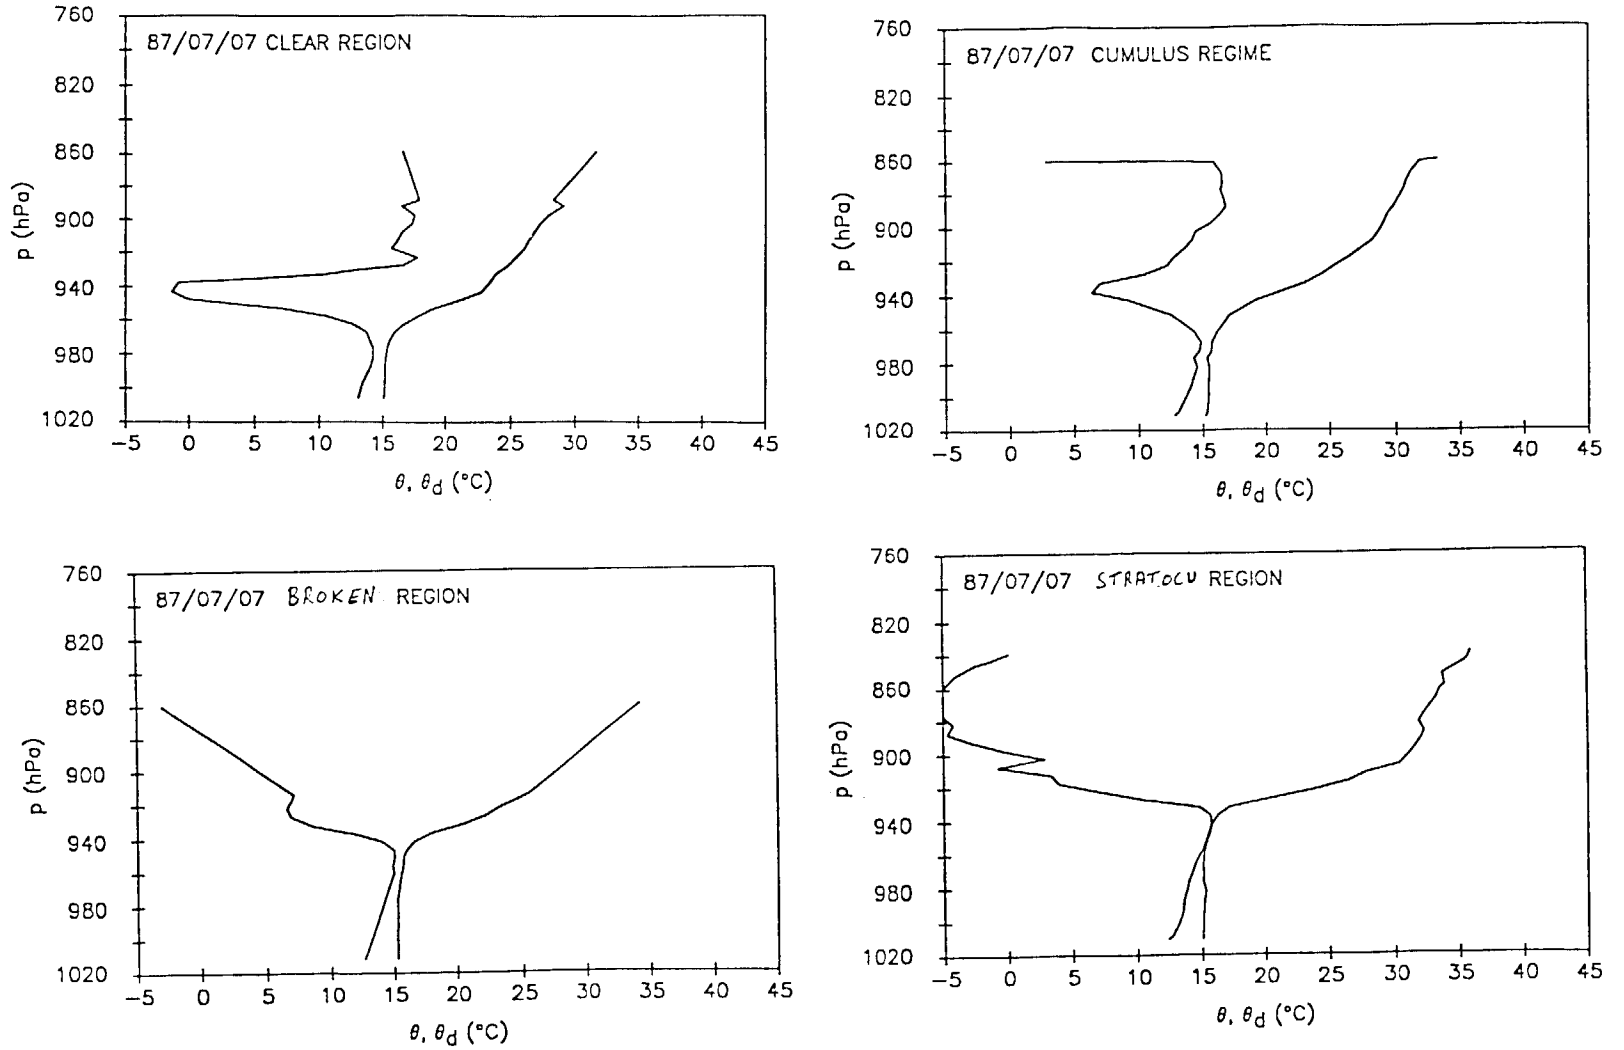 87/07/07 CLEAR REGION
760
820
860
900
940
980
1020
-5 0 5 10 15 20 25 30 35 40 45
p (hPa)
θ, θd (°C)
87/07/07 CUMULUS REGIME
760
820
860
900
940
980
1020
-5 0 5 10 15 20 25 30 35 40 45
p (hPa)
θ, θd (°C)
87/07/07 BROKEN REGION
760
820
860
900
940
980
1020
-5 0 5 10 15 20 25 30 35 40 45
p (hPa)
θ, θd (°C)
87/07/07 STRATOCU REGION
760
820
860
900
940
980
1020
-5 0 5 10 15 20 25 30 35 40 45
p (hPa)
θ, θd (°C)